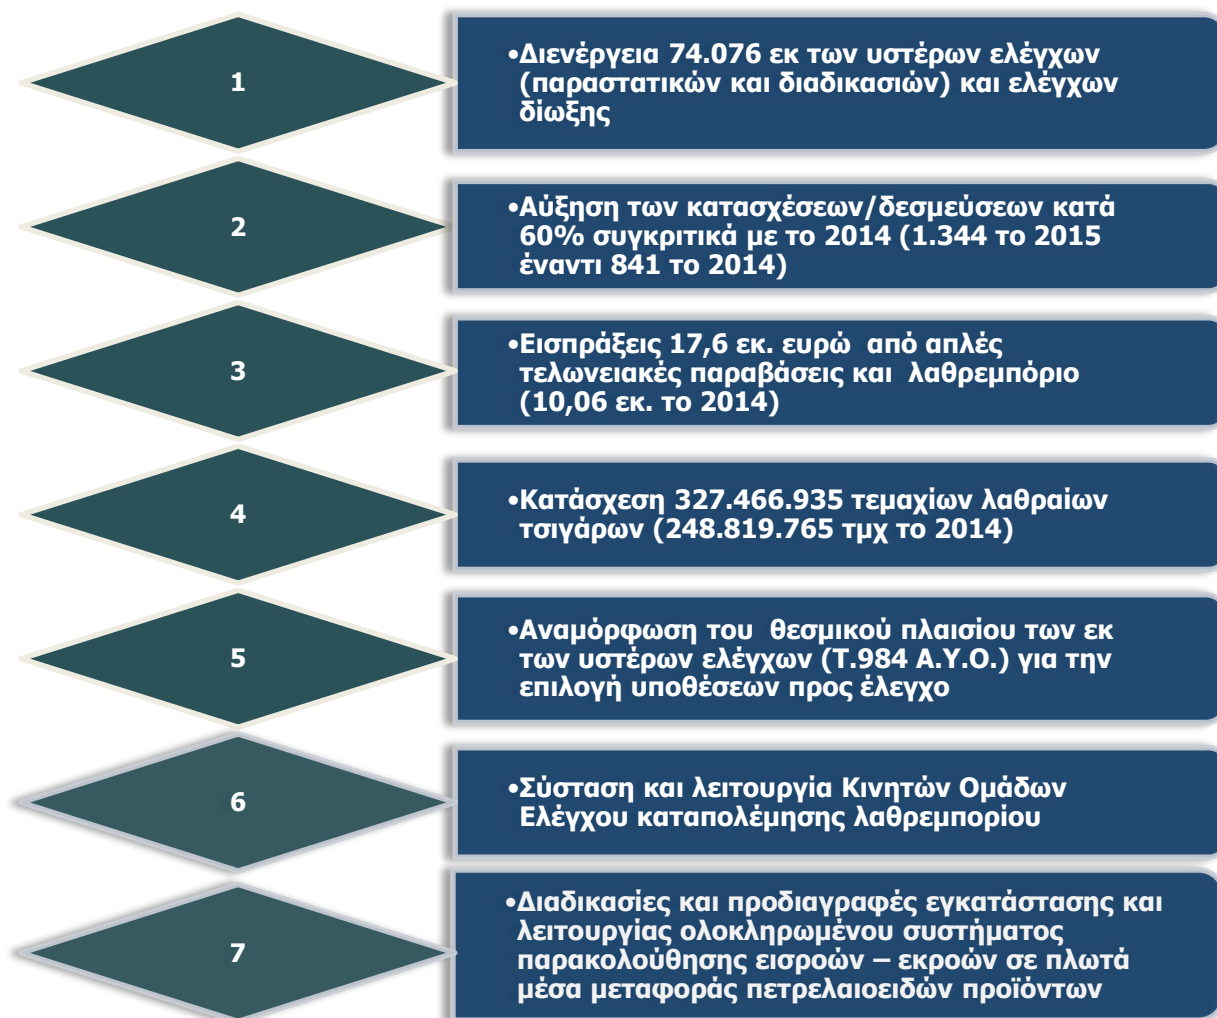 1
•Διενέργεια 74.076 εκ των υστέρων ελέγχων
(παραστατικών και διαδικασιών) και ελέγχων
δίωξης
2
•Αύξηση των κατασχέσεων/δεσμεύσεων κατά
60% συγκριτικά με το 2014 (1.344 το 2015
έναντι 841 το 2014)
3
•Εισπράξεις 17,6 εκ. ευρώ από απλές
τελωνειακές παραβάσεις και λαθρεμπόριο
(10,06 εκ. το 2014)
4
•Κατάσχεση 327.466.935 τεμαχίων λαθραίων
τσιγάρων (248.819.765 τμχ το 2014)
5
•Αναμόρφωση του θεσμικού πλαισίου των εκ
των υστέρων ελέγχων (Τ.984 Α.Υ.Ο.) για την
επιλογή υποθέσεων προς έλεγχο
6
•Σύσταση και λειτουργία Κινητών Ομάδων
Ελέγχου καταπολέμησης λαθρεμπορίου
7
•Διαδικασίες και προδιαγραφές εγκατάστασης και
λειτουργίας ολοκληρωμένου συστήματος
παρακολούθησης εισροών – εκροών σε πλωτά
μέσα μεταφοράς πετρελαιοειδών προϊόντων